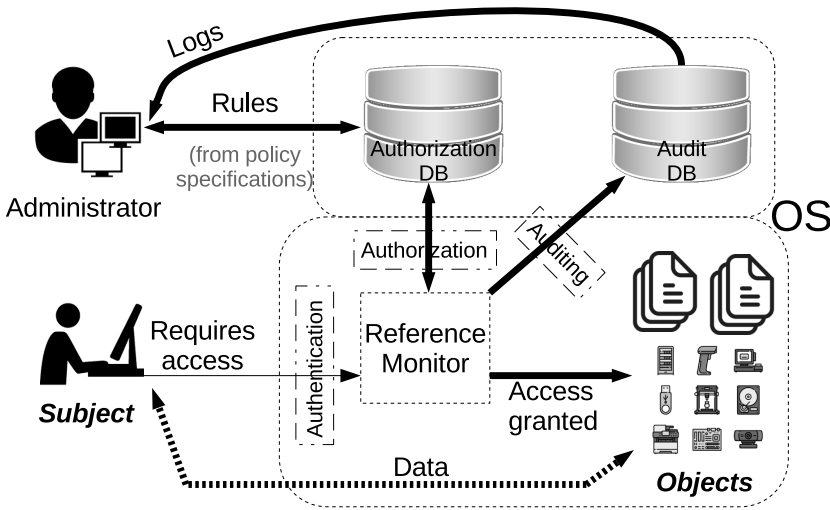 Logs
Rules
(from policy
specifications)
Authorization
DB
Audit
DB
Administrator
OS
Authorization
Auditing
Requires
access
Authentication
Reference
Monitor
Access
granted
Subject
Data
Objects